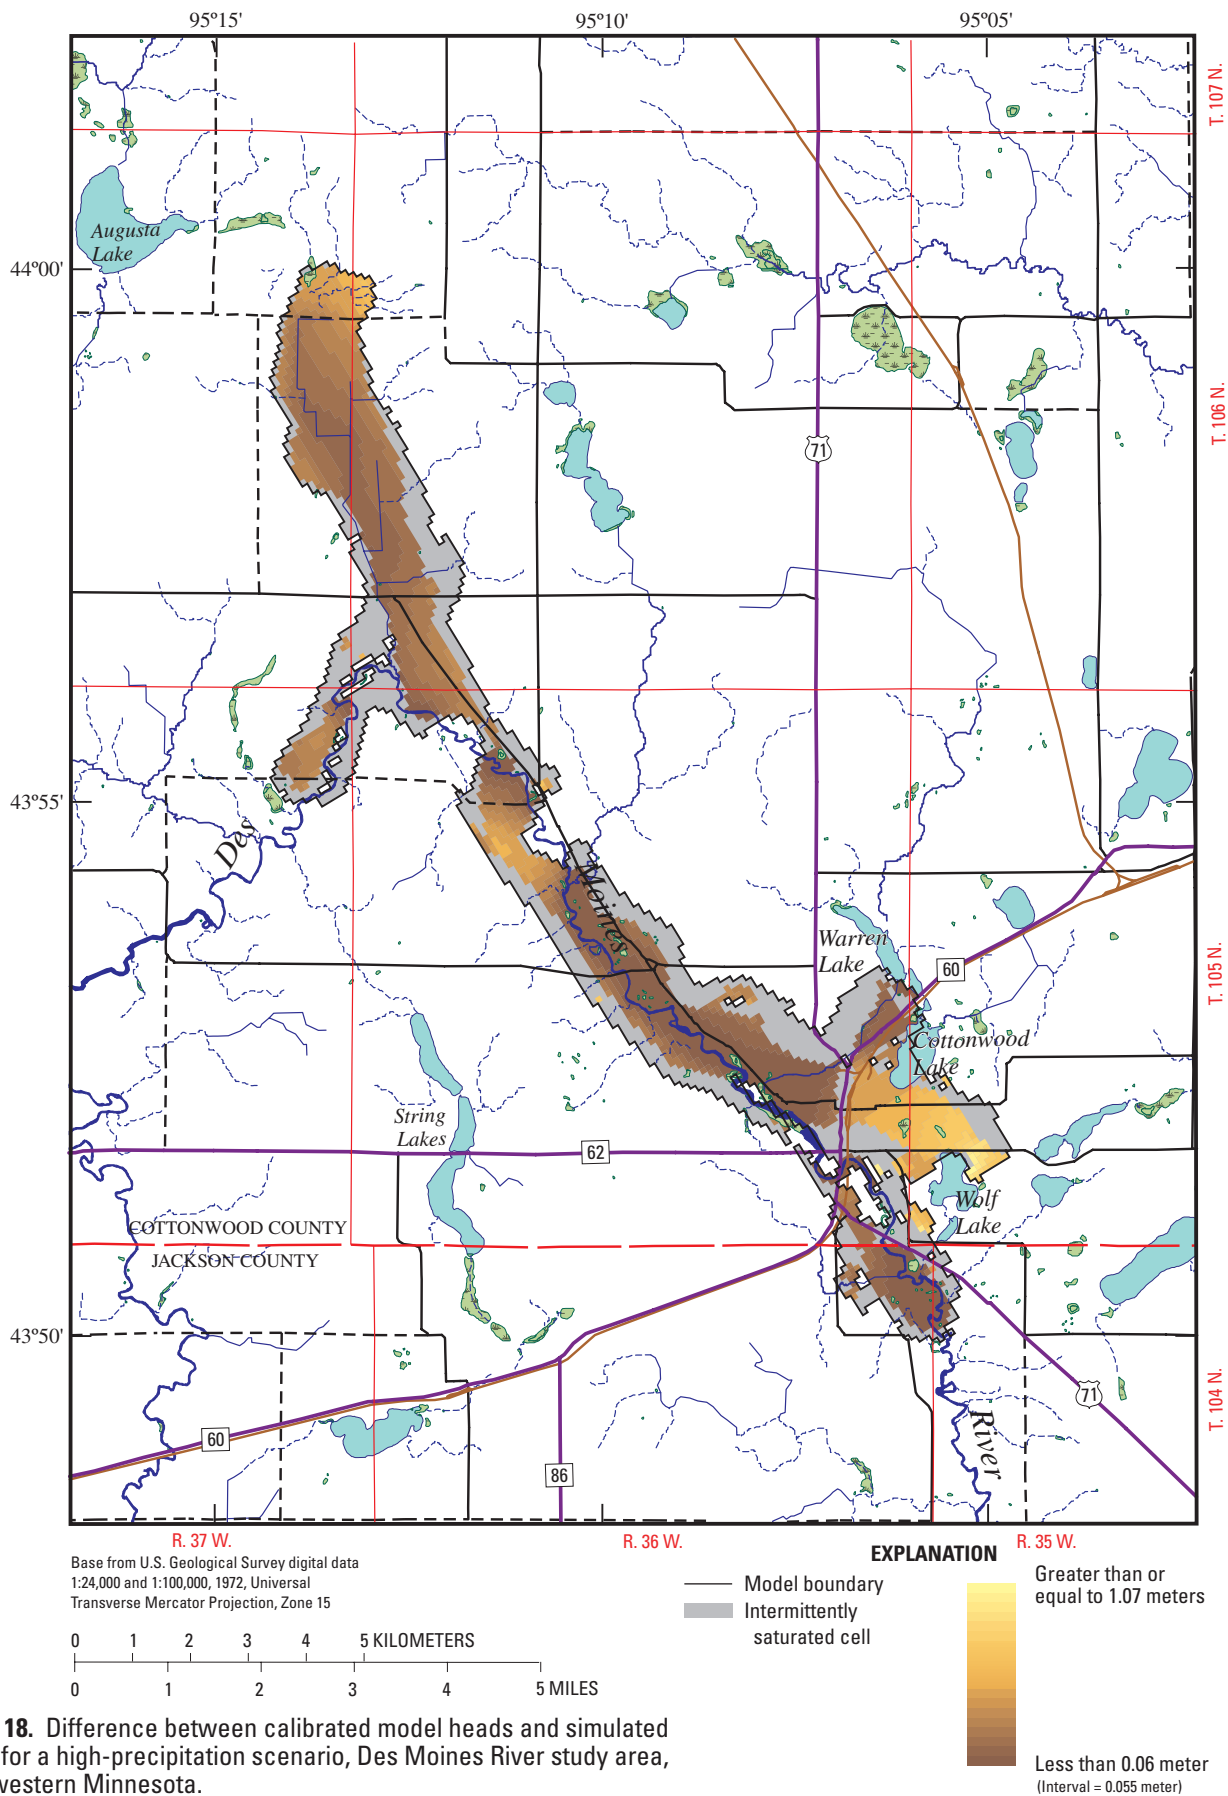 95°15' 95°10' 95°05'
T. 107 N.
Augusta
Lake
44°00'
T. 106 N.
71
43°55'
Des
Moines
Warren
Lake
60
T. 105 N.
Cottonwood
Lake
String
Lakes
62
Wolf
Lake
COTTONWOOD COUNTY
JACKSON COUNTY
43°50'
71
T. 104 N.
60
River
86
R. 37 W. R. 36 W. R. 35 W.
Base from U.S. Geological Survey digital data
1:24,000 and 1:100,000, 1972, Universal
Transverse Mercator Projection, Zone 15
0 1 2 3 4 5 KILOMETERS
0 1 2 3 4 5 MILES
EXPLANATION
Model boundary
Intermittently
saturated cell
Greater than or
equal to 1.07 meters
Less than 0.06 meter
(Interval = 0.055 meter)
18. Difference between calibrated model heads and simulated
for a high-precipitation scenario, Des Moines River study area,
western Minnesota.